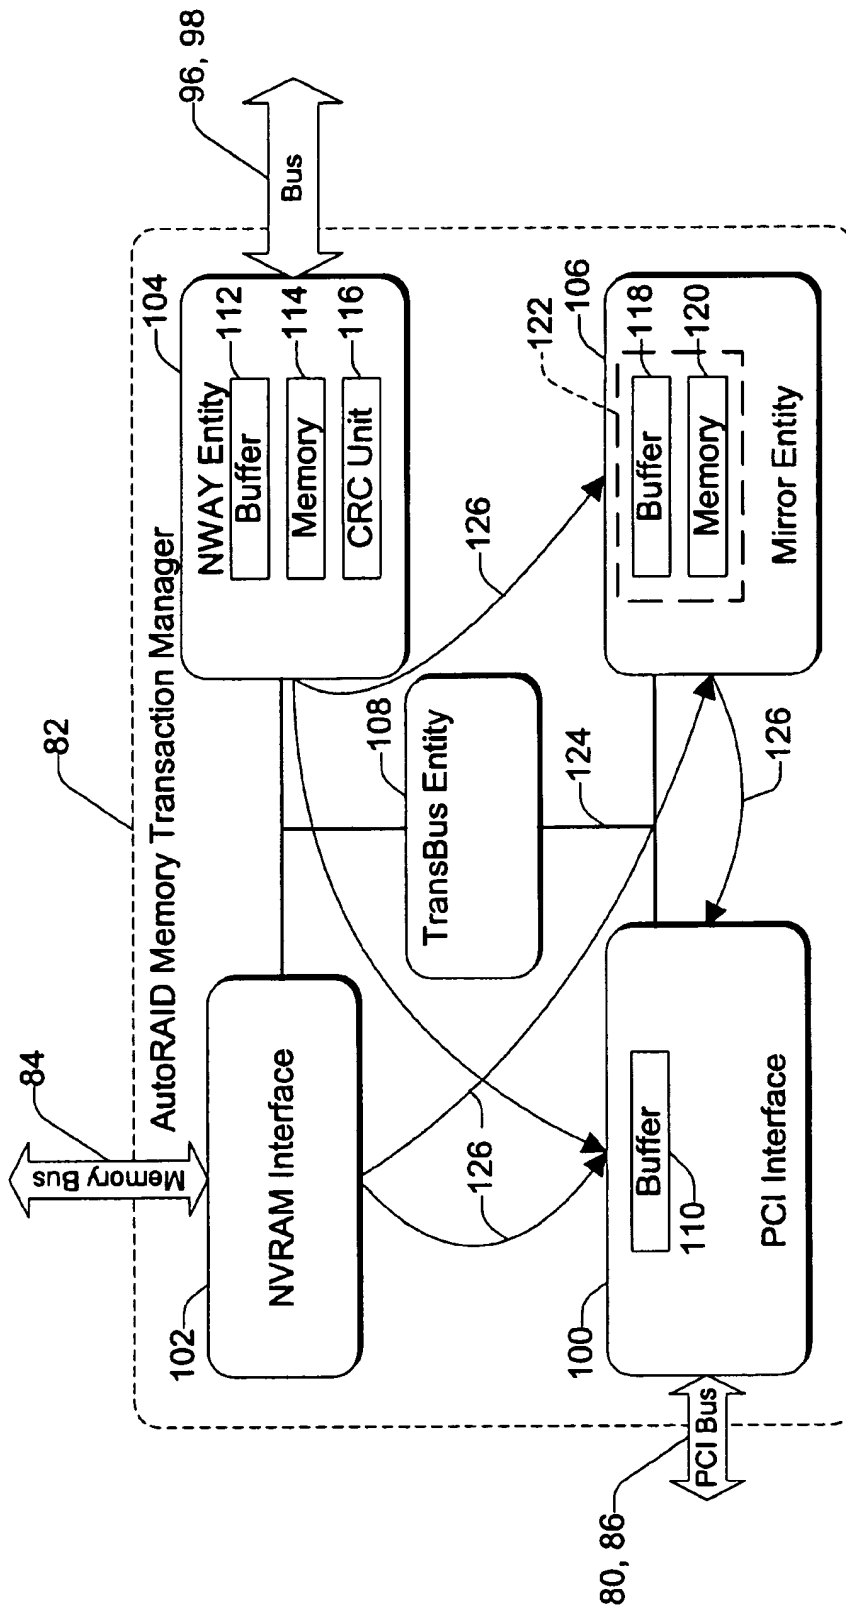 82
84
96, 98
Memory Bus
AutoRAID Memory Transaction Manager
Bus
102
NVRAM Interface
104
NWAY Entity
Buffer
112
Memory
114
CRC Unit
116
108
TransBus Entity
126
126
124
122
106
Buffer
118
Memory
120
Mirror Entity
126
100
Buffer
110
PCI Interface
PCI Bus
80, 86